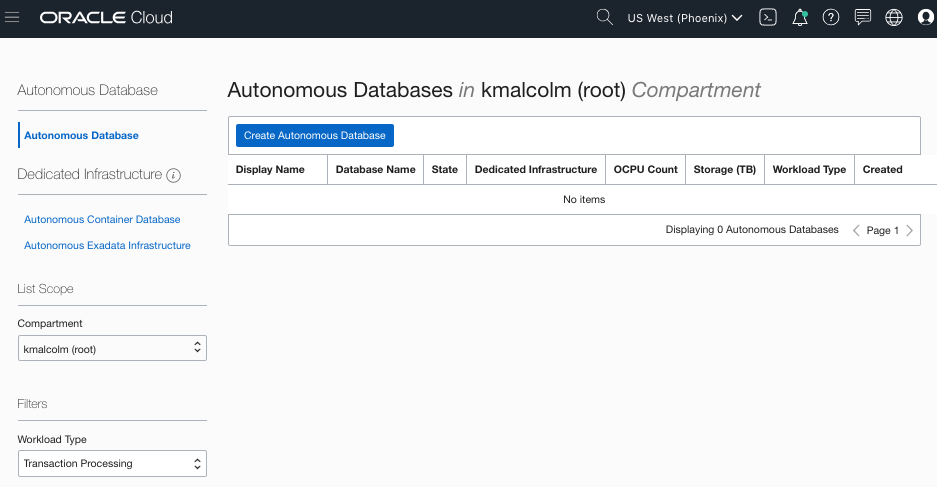 ORACLE Cloud
US West (Phoenix)
Autonomous Database
Autonomous Database
Dedicated Infrastructure
Autonomous Container Database
Autonomous Exadata Infrastructure
List Scope
Compartment
kmalcolm (root)
Filters
Workload Type
Transaction Processing
Autonomous Databases in kmalcolm (root) Compartment
Create Autonomous Database
Display Name Database Name State Dedicated Infrastructure OCPU Count Storage (TB) Workload Type Created
No items
Displaying 0 Autonomous Databases Page 1